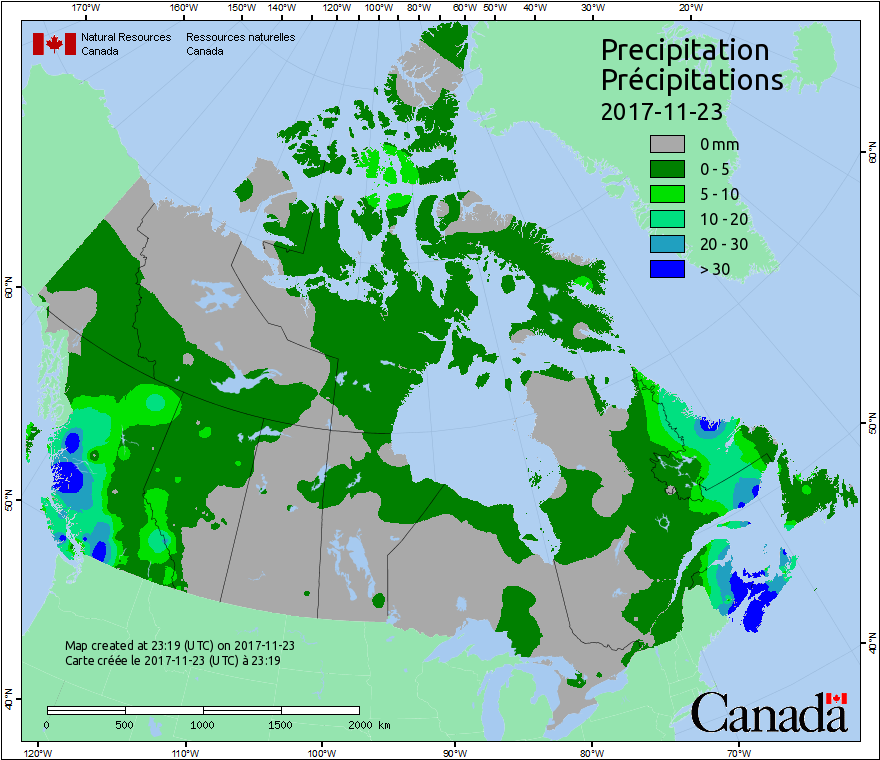 170°W 160°W 150°W 140°W 130°W 120°W 110°W 100°W 90°W 80°W 60°W 50°W 40°W 30°W 20°W
Natural Resources Ressources naturelles
Canada Canada
Precipitation
Précipitations
2017-11-23
0 mm
0 - 5
5 - 10
10 - 20
20 - 30
> 30
60°N
60°N
50°N
50°N
40°N
40°N
Map created at 23:19 (UTC) on 2017-11-23
Carte créée le 2017-11-23 (UTC) à 23:19
0 500 1000 1500 2000 km
Canada
120°W 110°W 100°W 90°W 80°W 70°W